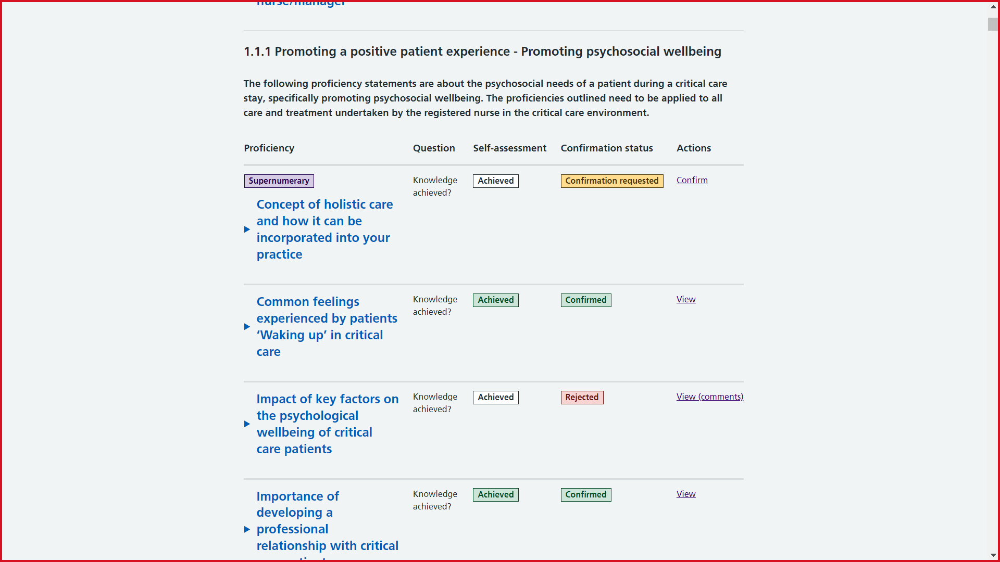 nurse/manager
1.1.1 Promoting a positive patient experience - Promoting psychosocial wellbeing
The following proficiency statements are about the psychosocial needs of a patient during a critical care
stay, specifically promoting psychosocial wellbeing. The proficiencies outlined need to be applied to all
care and treatment undertaken by the registered nurse in the critical care environment.
Proficiency Question Self-assessment Confirmation status Actions
Supernumerary Knowledge Achieved Confirmation requested Confirm
achieved?
Concept of holistic care
and how it can be
incorporated into your
practice
Common feelings Knowledge Achieved Confirmed View
experienced by patients achieved?
‘Waking up’ in critical
care
Impact of key factors on Knowledge Achieved Rejected View (comments)
the psychological achieved?
wellbeing of critical
care patients
Importance of Knowledge Achieved Confirmed View
developing a achieved?
professional
relationship with critical